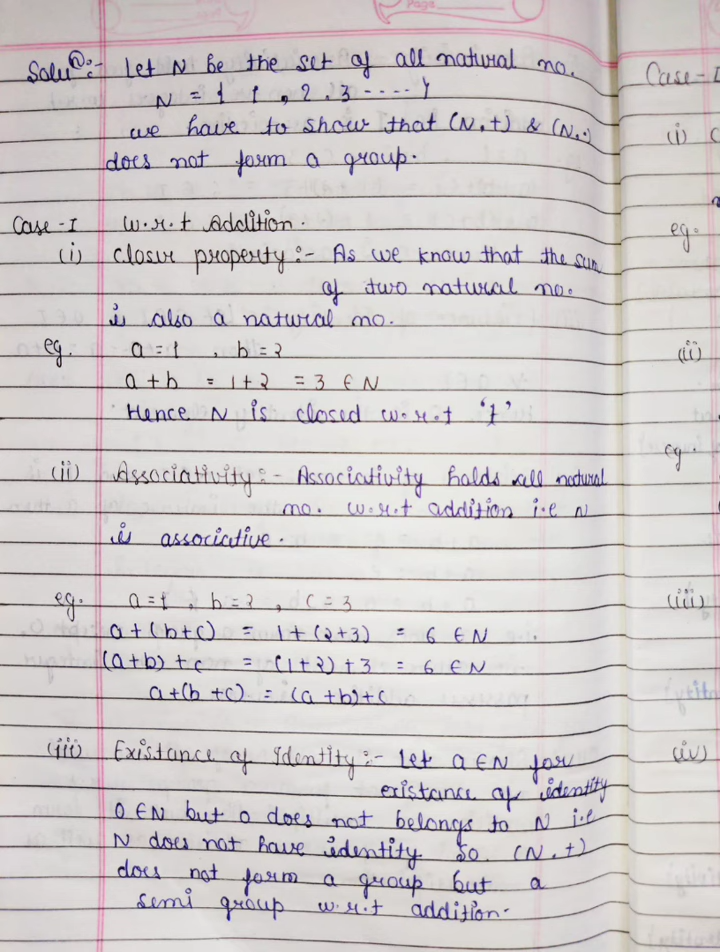 Soluⁿ:- Let N be the set of all natural no.
N = { 1, 2, 3 ---- }
we have to show that (N,+) & (N,.)
does not form a group.
Case-I w.r.t Addition.
(i) closur property:- As we know that the sum
of two natural no.
is also a natural no.
eg. a=1, b=2
a+b = 1+2 = 3 ∈ N
Hence N is closed w.r.t '+'
(ii) Associativity:- Associativity holds all natural
no. w.r.t addition i.e N
is associative.
eg. a=1, b=2, c=3
a+(b+c) = 1+(2+3) = 6 ∈ N
(a+b)+c = (1+2)+3 = 6 ∈ N
a+(b+c) = (a+b)+c
(iii) Existance of Identity:- Let a ∈ N for
existance of identity
0 ∈ N but 0 does not belongs to N i.e
N does not have identity so (N,+)
does not form a group but a
semi group w.r.t addition.
Case-I
(i)
eg.
(ii)
eg.
(iii)
(iv)